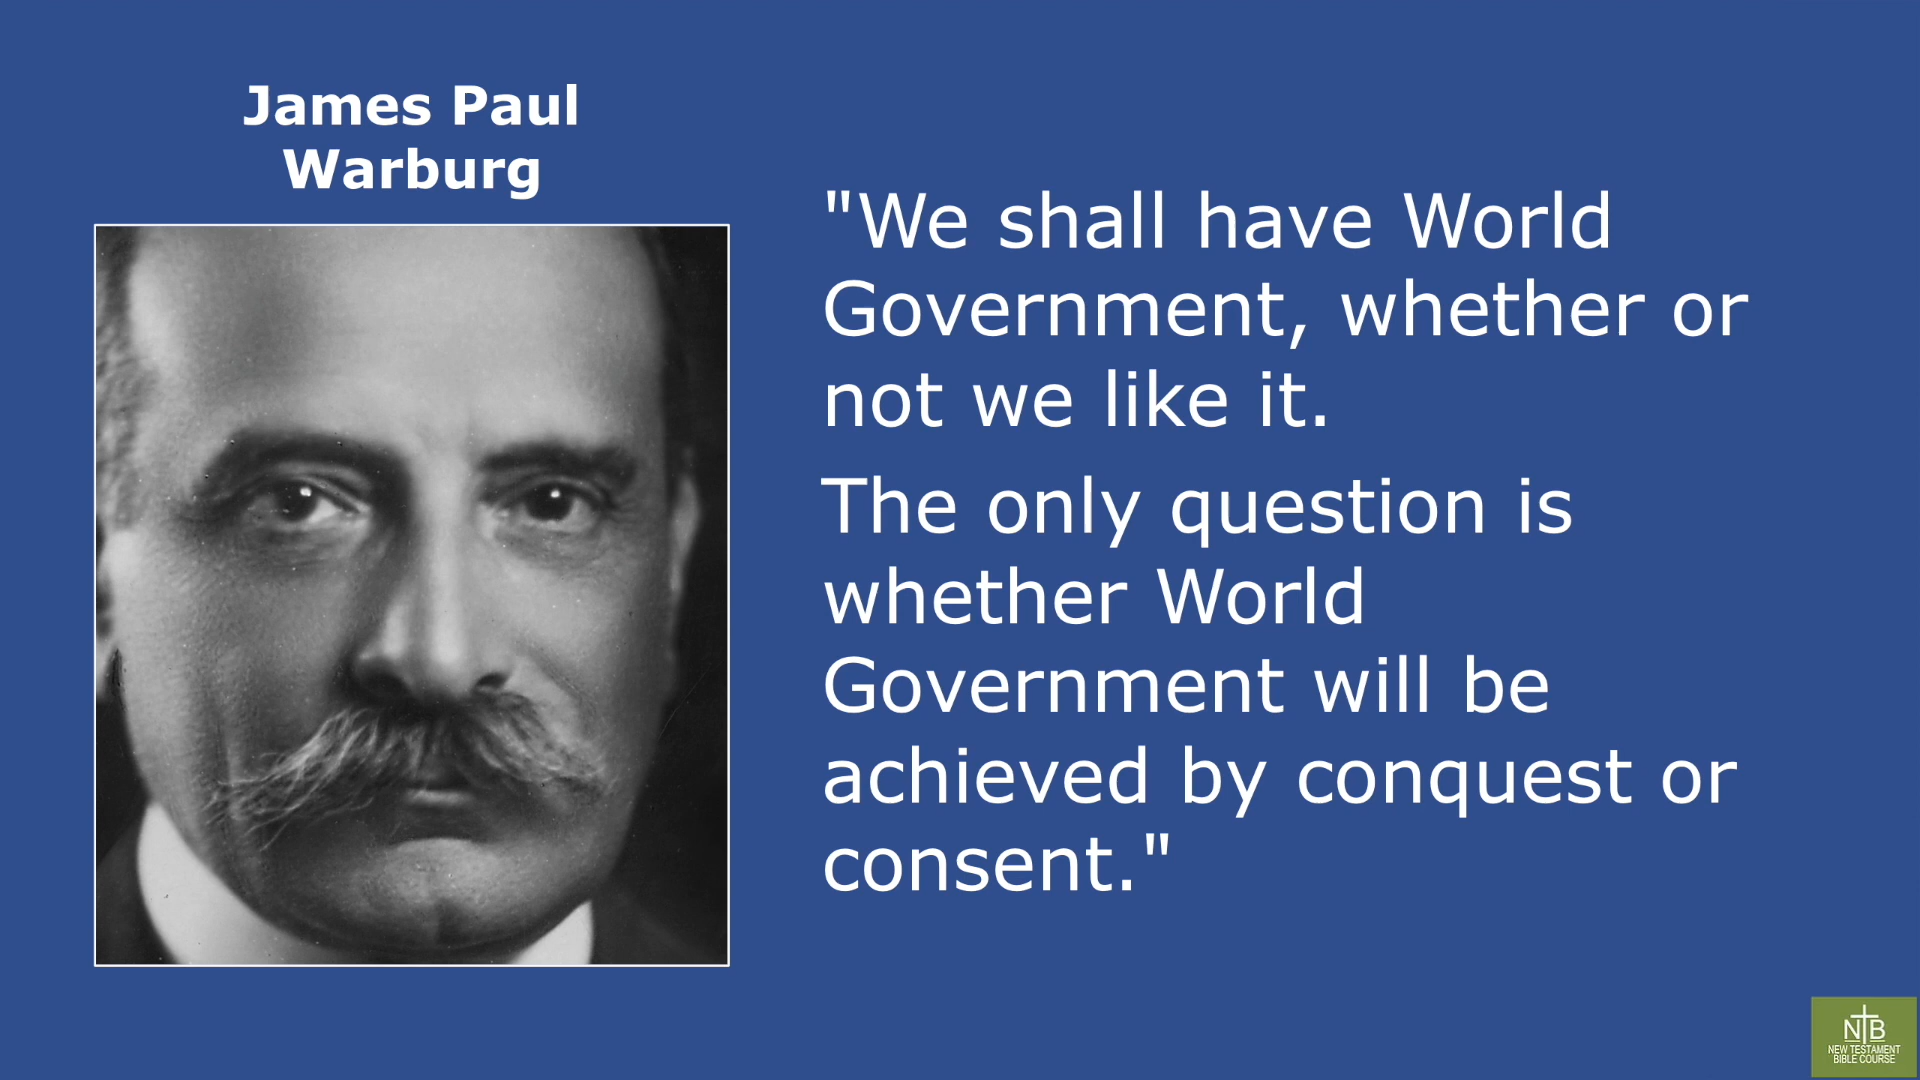 James Paul
Warburg
"We shall have World
Government, whether or
not we like it.
The only question is
whether World
Government will be
achieved by conquest or
consent."
NTB
NEW TESTAMENT
BIBLE COURSE